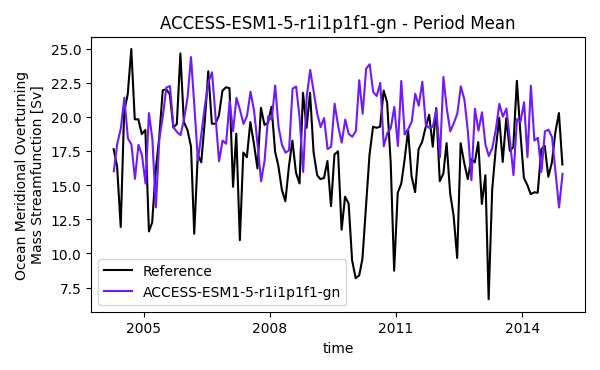 ACCESS-ESM1-5-r1i1p1f1-gn - Period Mean
Ocean Meridional Overturning
Mass Streamfunction [Sv]
25.0
22.5
20.0
17.5
15.0
12.5
10.0
7.5
Reference
ACCESS-ESM1-5-r1i1p1f1-gn
2005
2008
2011
2014
time